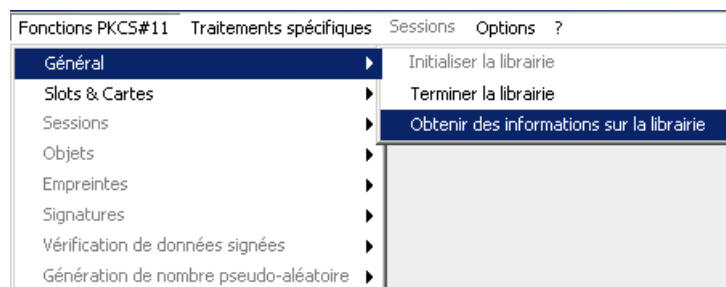 Fonctions PKCS#11 Traitements spécifiques Sessions Options ?
Général
Slots & Cartes
Sessions
Objets
Empreintes
Signatures
Vérification de données signées
Génération de nombre pseudo-aléatoire
Initialiser la librairie
Terminer la librairie
Obtenir des informations sur la librairie